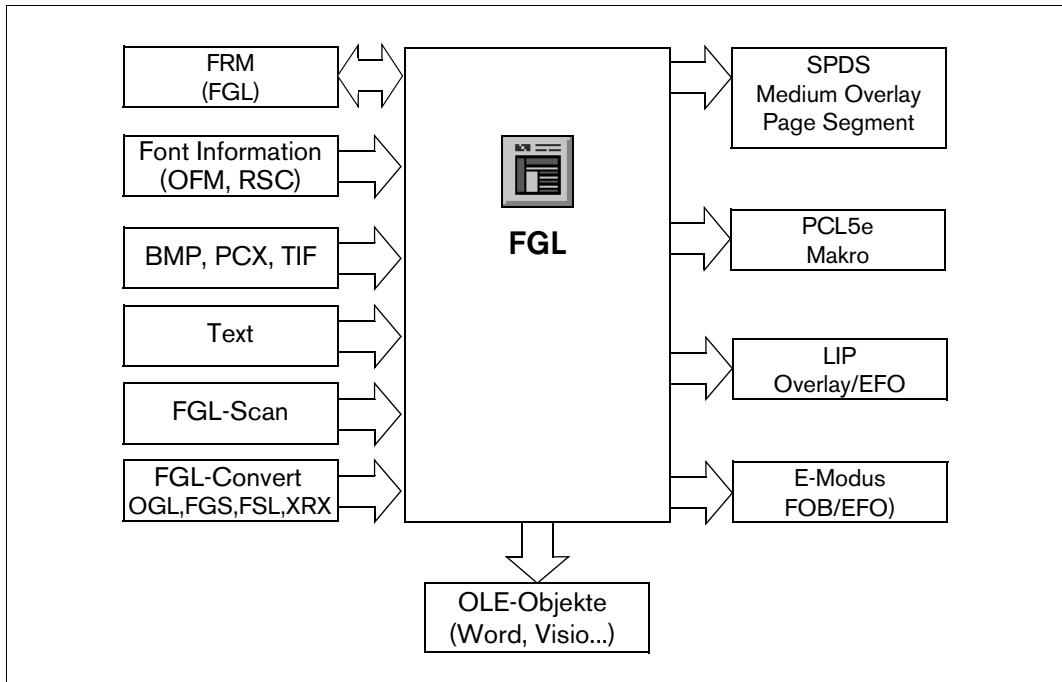 FRM
(FGL)
Font Information
(OFM, RSC)
BMP, PCX, TIF
Text
FGL-Scan
FGL-Convert
OGL,FGS,FSL,XRX
FGL
SPDS
Medium Overlay
Page Segment
PCL5e
Makro
LIP
Overlay/EFO
E-Modus
FOB/EFO)
OLE-Objekte
(Word, Visio...)